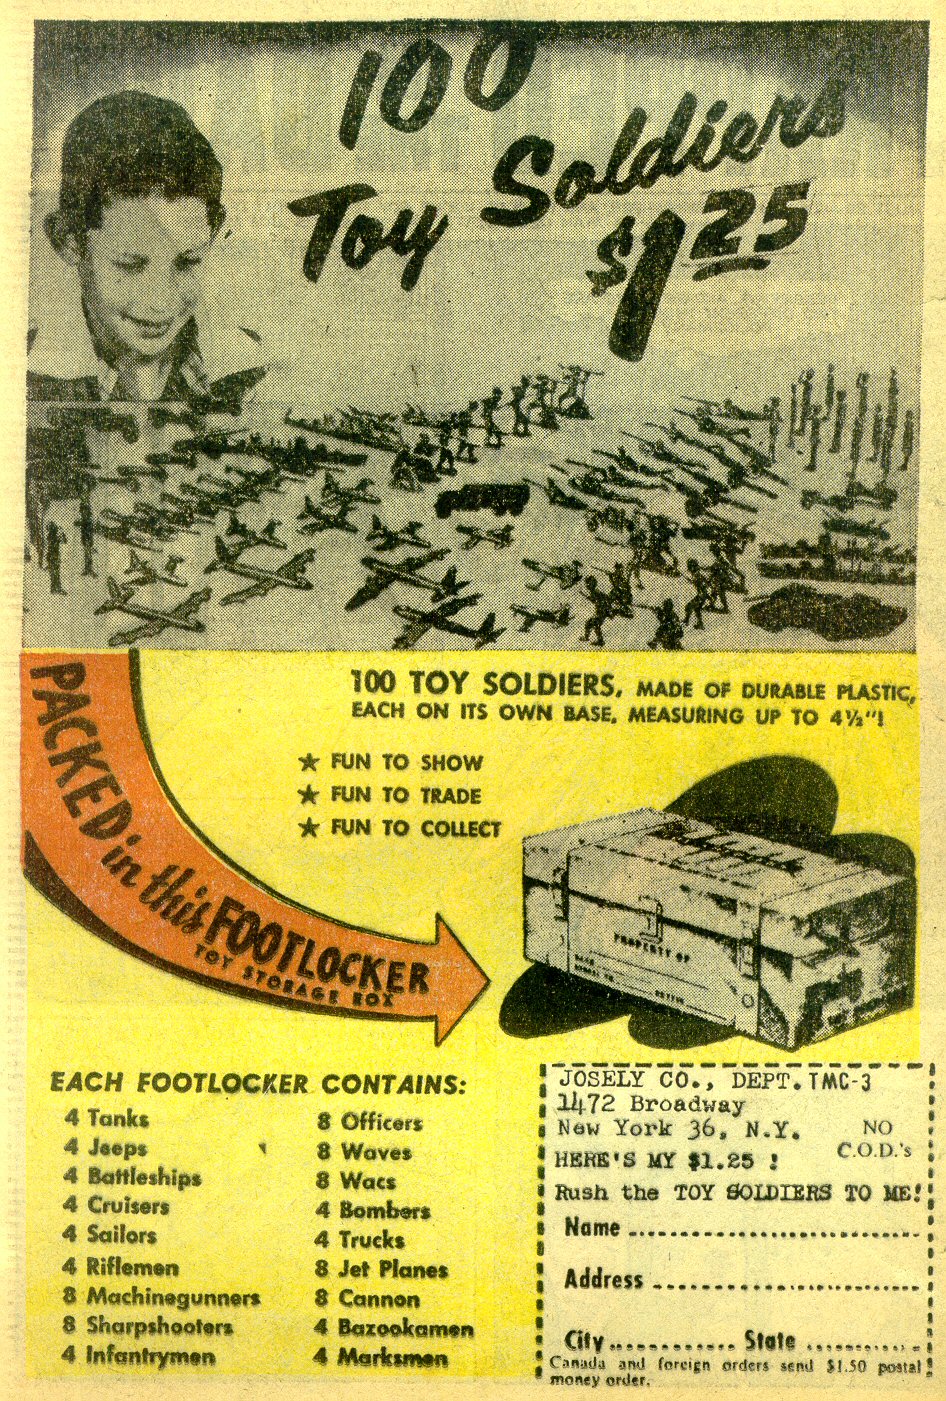 100
Toy Soldiers
$1.25
PACKED in this FOOTLOCKER
TOY STORAGE BOX
100 TOY SOLDIERS, MADE OF DURABLE PLASTIC,
EACH ON ITS OWN BASE, MEASURING UP TO 4½"!
★ FUN TO SHOW
★ FUN TO TRADE
★ FUN TO COLLECT
PROPERTY OF
EACH FOOTLOCKER CONTAINS:
4 Tanks
4 Jeeps
4 Battleships
4 Cruisers
4 Sailors
4 Riflemen
8 Machinegunners
8 Sharpshooters
4 Infantrymen
8 Officers
8 Waves
8 Wacs
4 Bombers
4 Trucks
8 Jet Planes
8 Cannon
4 Bazookamen
4 Marksmen
JOSELY CO., DEPT. TMC-3
1472 Broadway
New York 36, N.Y.
NO
C.O.D.'s
HERE'S MY $1.25 !
Rush the TOY SOLDIERS TO ME!
Name
Address
City State
Canada and foreign orders send $1.50 postal
money order.